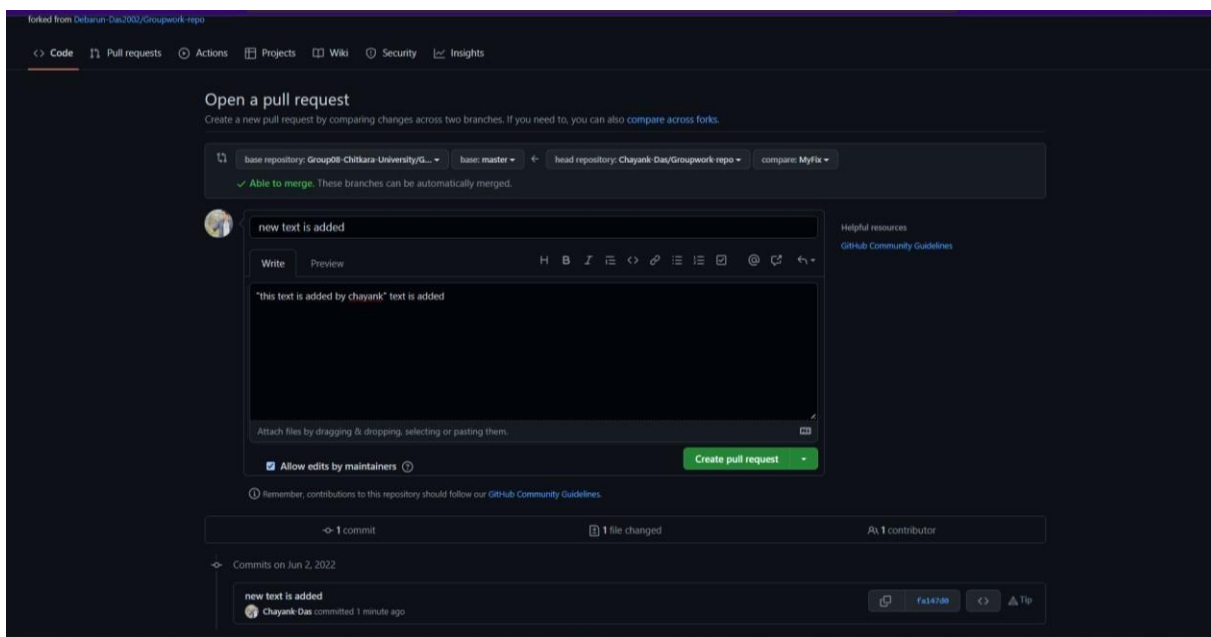 forked from Debarun-Das2002/Groupwork-repo
<> Code Pull requests Actions Projects Wiki Security Insights
Open a pull request
Create a new pull request by comparing changes across two branches. If you need to, you can also compare across forks.
base repository: Group08-Chitkara-University/G... base: master ← head repository: Chayank-Das/Groupwork-repo compare: MyFix
✓ Able to merge. These branches can be automatically merged.
new text is added
Helpful resources
GitHub Community Guidelines
Write Preview H B I <> @
"this text is added by chayank" text is added
Attach files by dragging & dropping, selecting or pasting them.
Allow edits by maintainers
Create pull request
Remember, contributions to this repository should follow our GitHub Community Guidelines.
1 commit 1 file changed 1 contributor
Commits on Jun 2, 2022
new text is added
Chayank-Das committed 1 minute ago
fa147d0 <> Tip